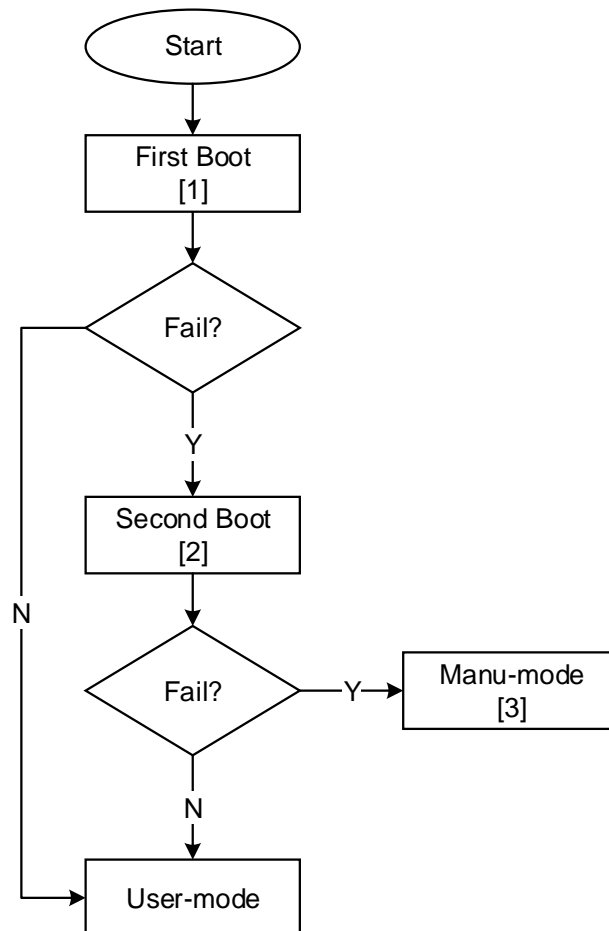 Start
First Boot
[1]
Fail?
Y
Second Boot
[2]
N
Fail?
Y
Manu-mode
[3]
N
User-mode